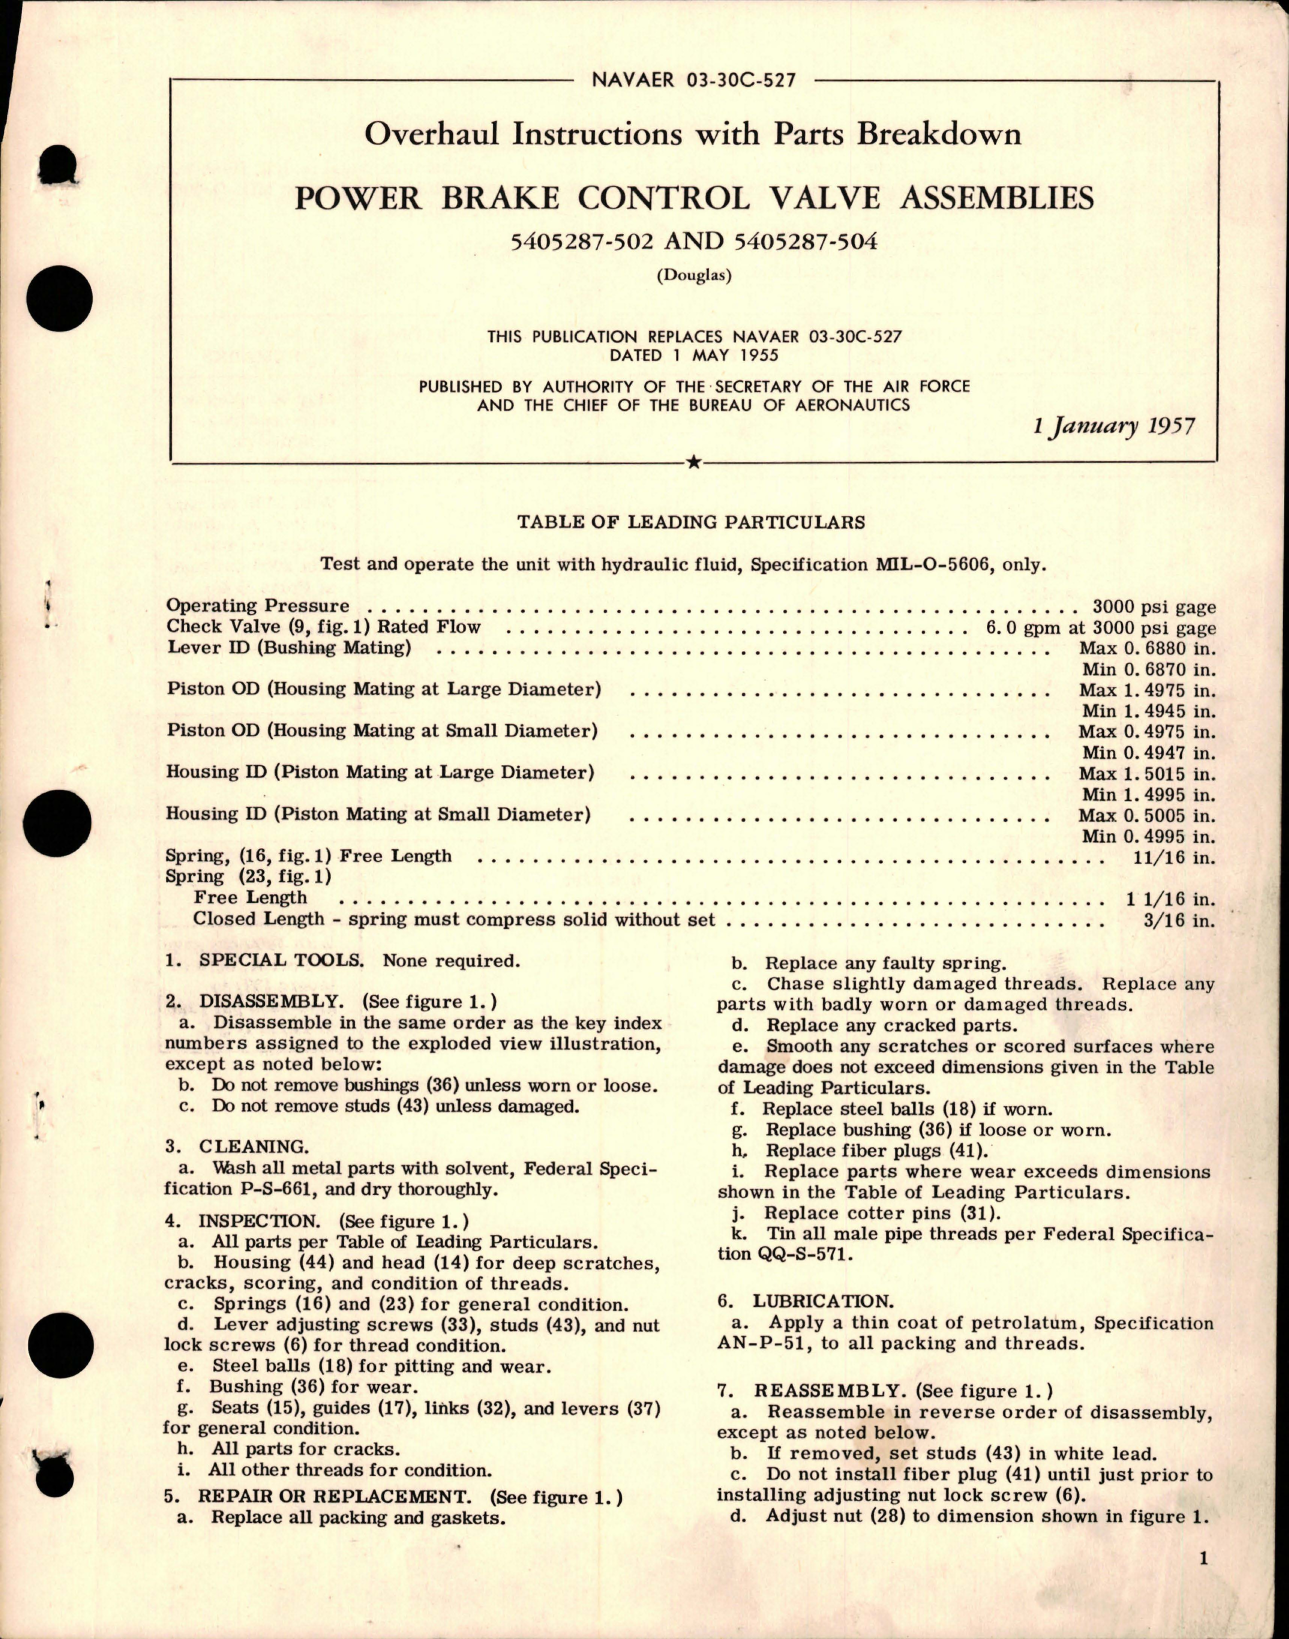 NAVAER 03-30C-527
Overhaul Instructions with Parts Breakdown
POWER BRAKE CONTROL VALVE ASSEMBLIES
5405287-502 AND 5405287-504
(Douglas)
THIS PUBLICATION REPLACES NAVAER 03-30C-527
DATED 1 MAY 1955
PUBLISHED BY AUTHORITY OF THE SECRETARY OF THE AIR FORCE
AND THE CHIEF OF THE BUREAU OF AERONAUTICS
1 January 1957
TABLE OF LEADING PARTICULARS
Test and operate the unit with hydraulic fluid, Specification MIL-O-5606, only.
Operating Pressure . . . . . . . . . . 3000 psi gage
Check Valve (9, fig. 1) Rated Flow . . . . . . . . . . 6.0 gpm at 3000 psi gage
Lever ID (Bushing Mating) . . . . . . . . . . Max 0.6880 in.
Min 0.6870 in.
Piston OD (Housing Mating at Large Diameter) . . . . . . . . . . Max 1.4975 in.
Min 1.4945 in.
Piston OD (Housing Mating at Small Diameter) . . . . . . . . . . Max 0.4975 in.
Min 0.4947 in.
Housing ID (Piston Mating at Large Diameter) . . . . . . . . . . Max 1.5015 in.
Min 1.4995 in.
Housing ID (Piston Mating at Small Diameter) . . . . . . . . . . Max 0.5005 in.
Min 0.4995 in.
Spring, (16, fig. 1) Free Length . . . . . . . . . . 11/16 in.
Spring (23, fig. 1)
Free Length . . . . . . . . . . 1 1/16 in.
Closed Length - spring must compress solid without set . . . . . . . . . . 3/16 in.
1. SPECIAL TOOLS. None required.
2. DISASSEMBLY. (See figure 1.)
a. Disassemble in the same order as the key index
numbers assigned to the exploded view illustration,
except as noted below:
b. Do not remove bushings (36) unless worn or loose.
c. Do not remove studs (43) unless damaged.
3. CLEANING.
a. Wash all metal parts with solvent, Federal Speci-
fication P-S-661, and dry thoroughly.
4. INSPECTION. (See figure 1.)
a. All parts per Table of Leading Particulars.
b. Housing (44) and head (14) for deep scratches,
cracks, scoring, and condition of threads.
c. Springs (16) and (23) for general condition.
d. Lever adjusting screws (33), studs (43), and nut
lock screws (6) for thread condition.
e. Steel balls (18) for pitting and wear.
f. Bushing (36) for wear.
g. Seats (15), guides (17), links (32), and levers (37)
for general condition.
h. All parts for cracks.
i. All other threads for condition.
5. REPAIR OR REPLACEMENT. (See figure 1.)
a. Replace all packing and gaskets.
b. Replace any faulty spring.
c. Chase slightly damaged threads. Replace any
parts with badly worn or damaged threads.
d. Replace any cracked parts.
e. Smooth any scratches or scored surfaces where
damage does not exceed dimensions given in the Table
of Leading Particulars.
f. Replace steel balls (18) if worn.
g. Replace bushing (36) if loose or worn.
h. Replace fiber plugs (41).
i. Replace parts where wear exceeds dimensions
shown in the Table of Leading Particulars.
j. Replace cotter pins (31).
k. Tin all male pipe threads per Federal Specifica-
tion QQ-S-571.
6. LUBRICATION.
a. Apply a thin coat of petrolatum, Specification
AN-P-51, to all packing and threads.
7. REASSEMBLY. (See figure 1.)
a. Reassemble in reverse order of disassembly,
except as noted below.
b. If removed, set studs (43) in white lead.
c. Do not install fiber plug (41) until just prior to
installing adjusting nut lock screw (6).
d. Adjust nut (28) to dimension shown in figure 1.
1